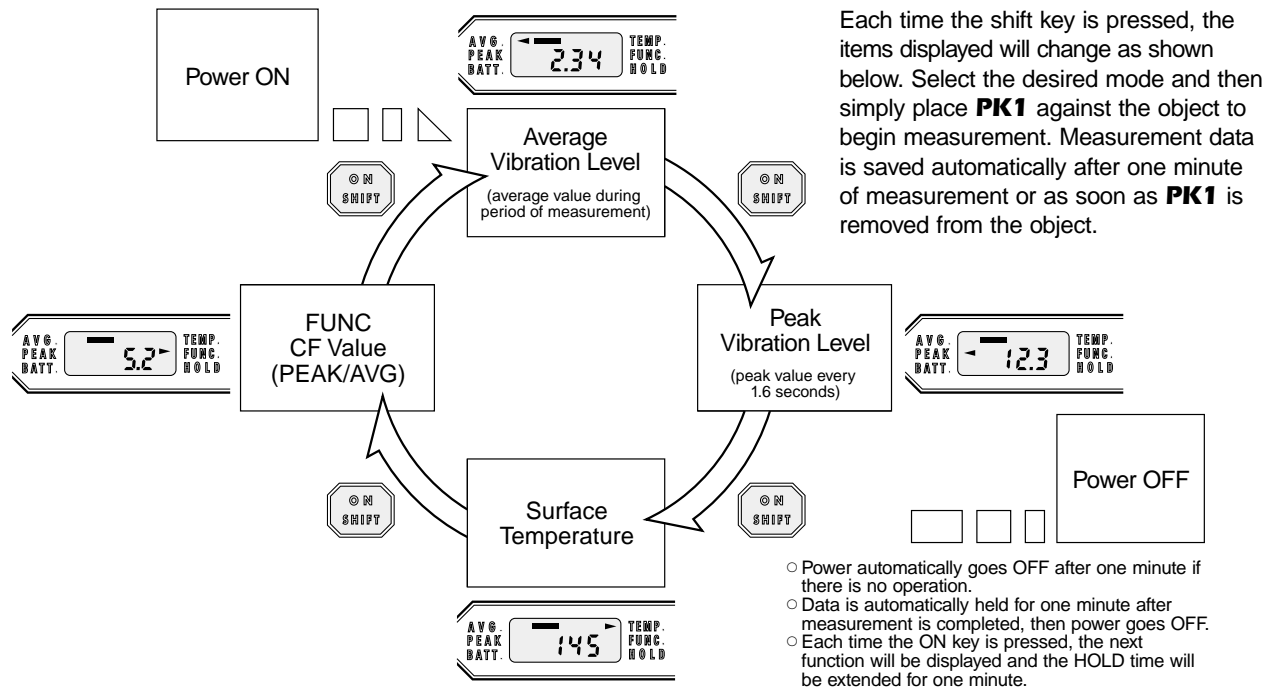 Each time the shift key is pressed, the
items displayed will change as shown
below. Select the desired mode and then
simply place PK1 against the object to
begin measurement. Measurement data
is saved automatically after one minute
of measurement or as soon as PK1 is
removed from the object.
Power ON
AVG.
PEAK
BATT.
2.34
TEMP.
FUNC.
HOLD
ON
SHIFT
Average
Vibration Level
(average value during
period of measurement)
ON
SHIFT
AVG.
PEAK
BATT.
5.2
TEMP.
FUNC.
HOLD
FUNC
CF Value
(PEAK/AVG)
Peak
Vibration Level
(peak value every
1.6 seconds)
AVG.
PEAK
BATT.
12.3
TEMP.
FUNC.
HOLD
ON
SHIFT
Surface
Temperature
ON
SHIFT
Power OFF
AVG.
PEAK
BATT.
145
TEMP.
FUNC.
HOLD
○ Power automatically goes OFF after one minute if
there is no operation.
○ Data is automatically held for one minute after
measurement is completed, then power goes OFF.
○ Each time the ON key is pressed, the next
function will be displayed and the HOLD time will
be extended for one minute.